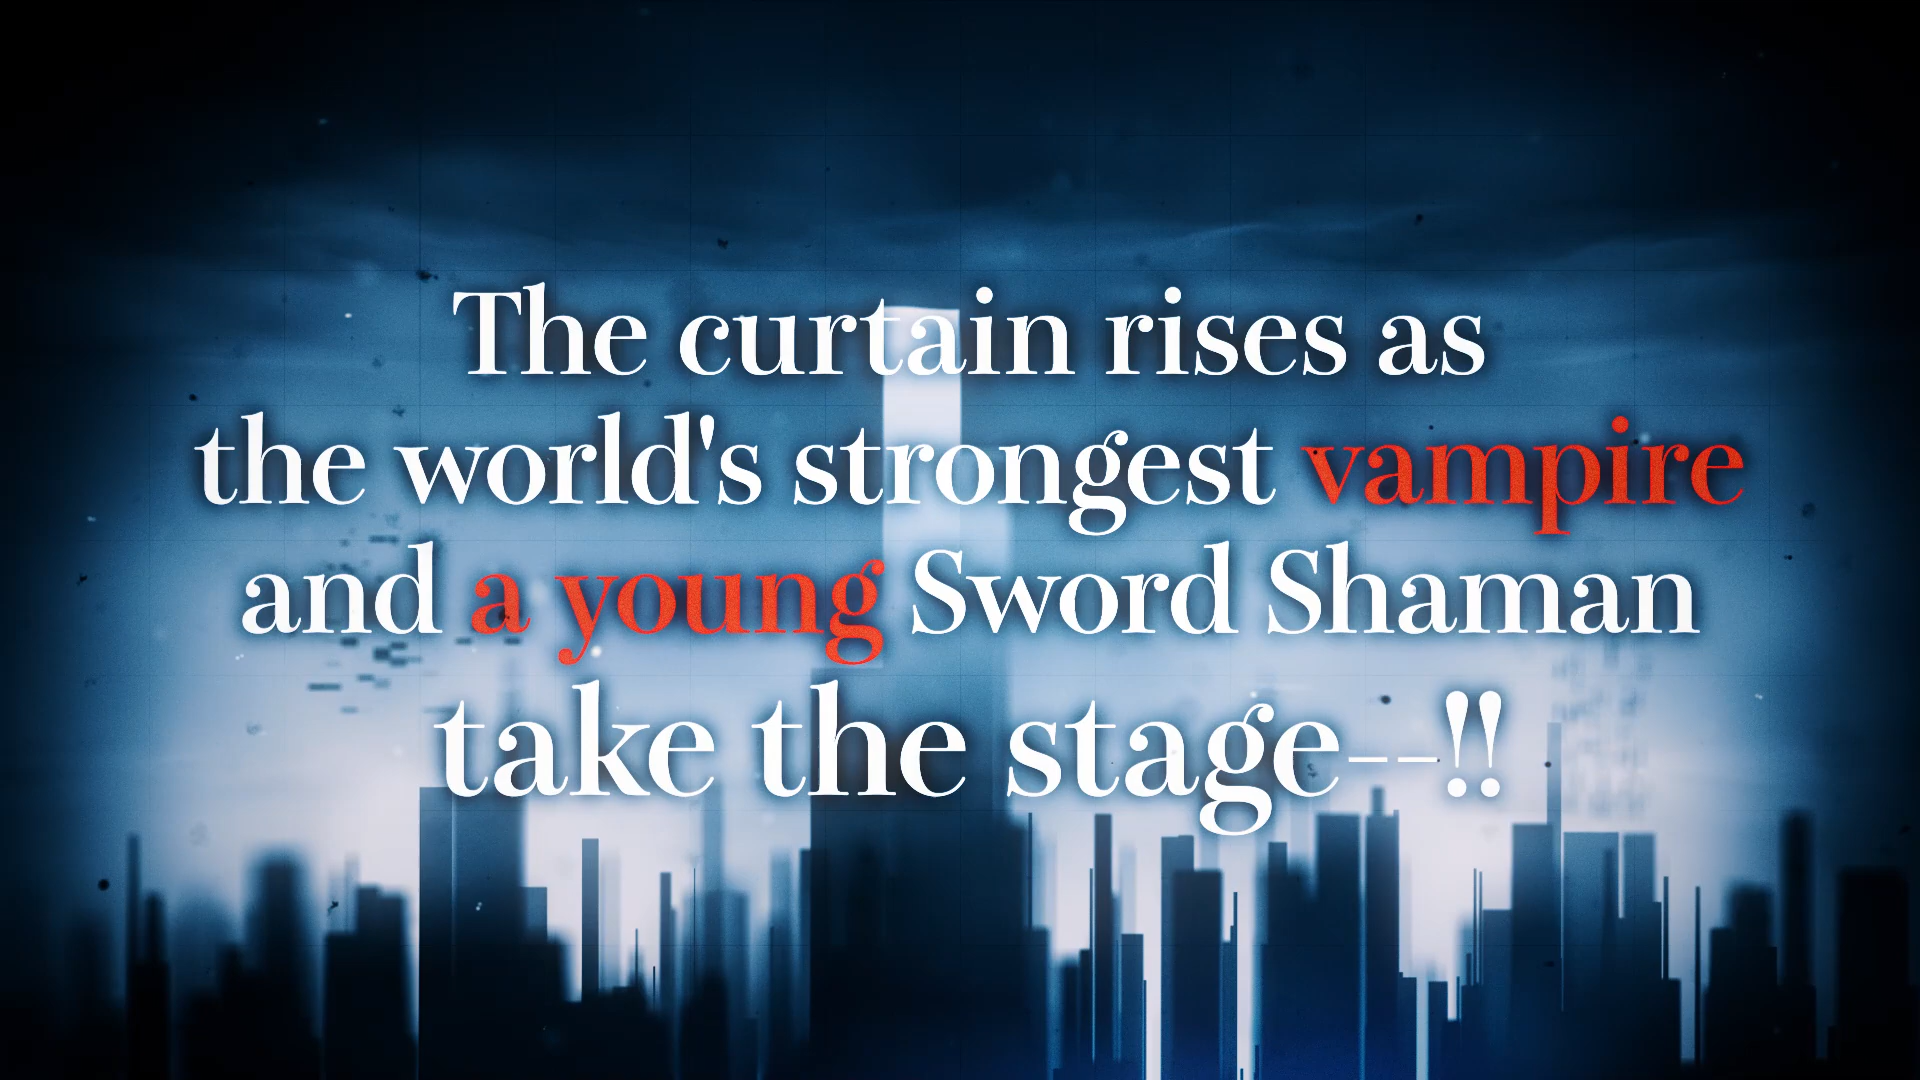 The curtain rises as
the world's strongest vampire
and a young Sword Shaman
take the stage--!!